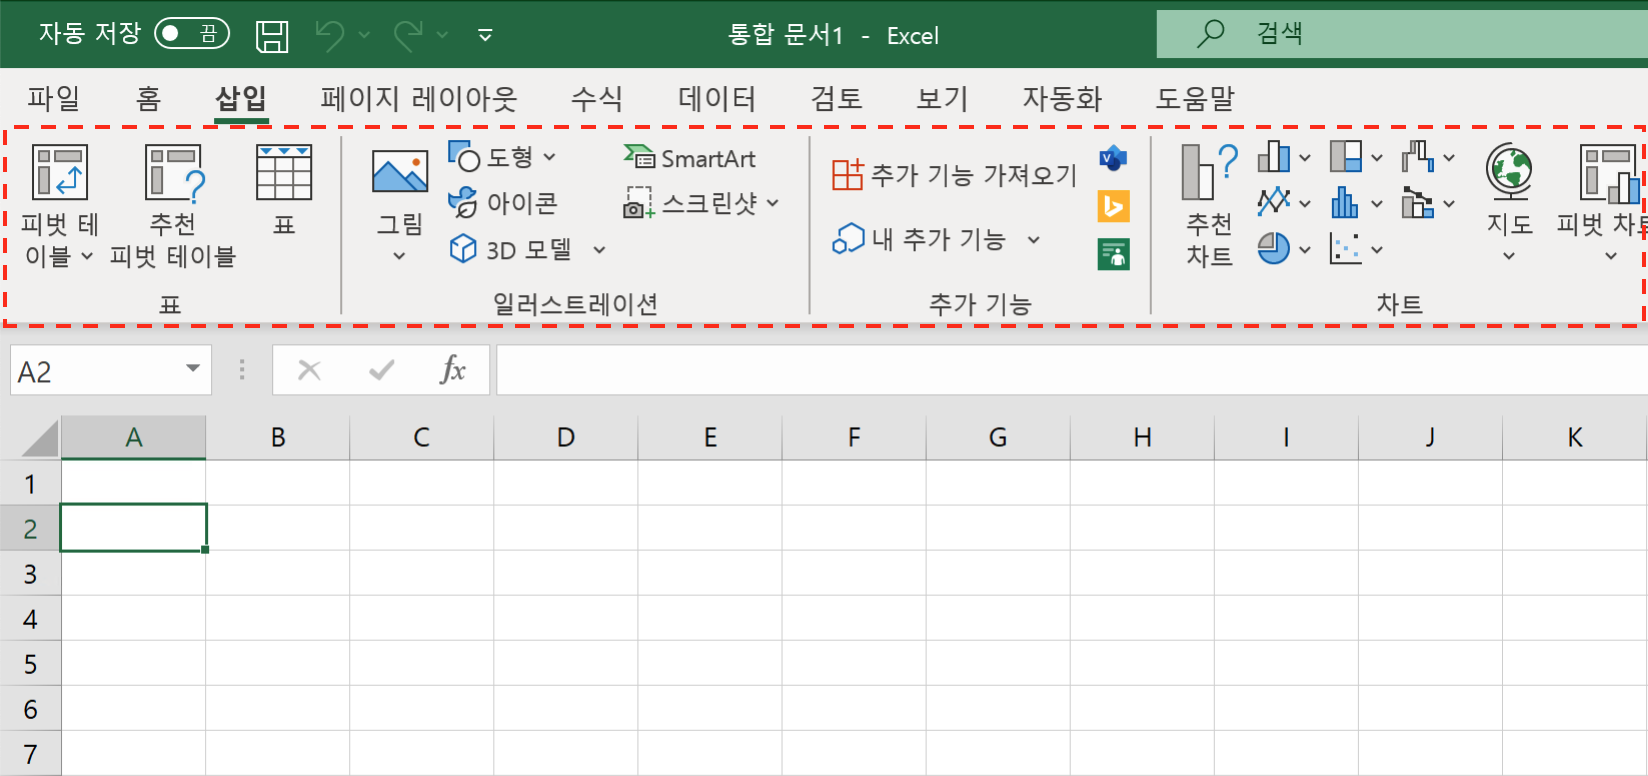 자동 저장 끔 통합 문서1 - Excel 검색
파일 홈 삽입 페이지 레이아웃 수식 데이터 검토 보기 자동화 도움말
피벗 테
이블
추천
피벗 테이블
표
표
그림
도형
아이콘
3D 모델
SmartArt
스크린샷
일러스트레이션
추가 기능 가져오기
내 추가 기능
추가 기능
추천
차트
지도
피벗 차트
차트
A2 fx
A B C D E F G H I J K
1
2
3
4
5
6
7